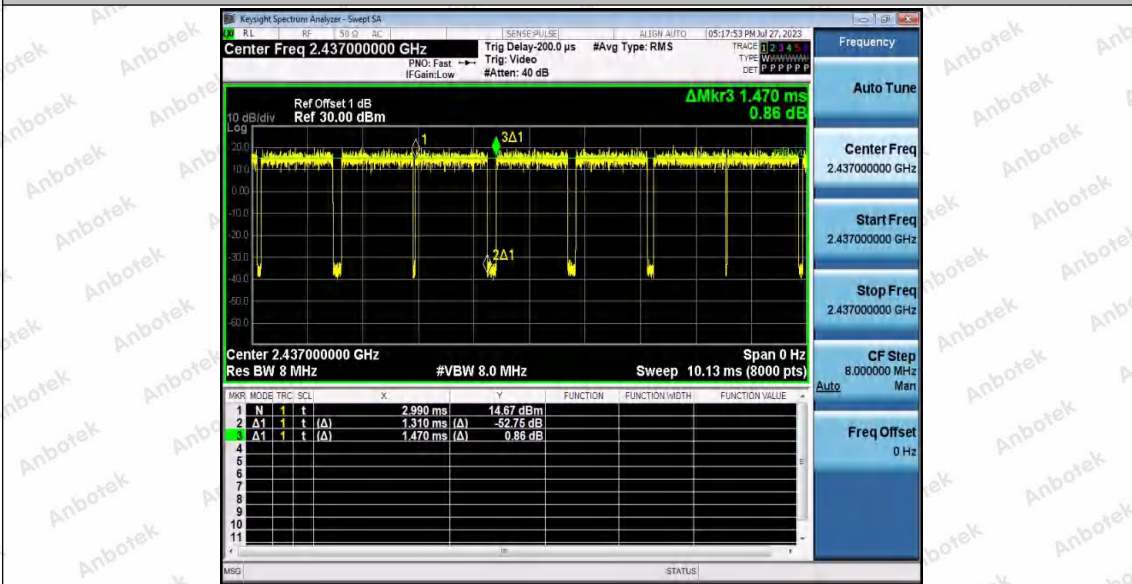 Keysight Spectrum Analyzer - Swept SA
RL RF 50 Ω AC SENSE:PULSE ALIGN AUTO 05:17:53 PM Jul 27, 2023
Center Freq 2.437000000 GHz
PNO: Fast
IFGain:Low
Trig Delay-200.0 µs
Trig: Video
#Atten: 40 dB
#Avg Type: RMS
TRACE 1 2 3 4 5 6
TYPE WWWWWW
DET P P P P P P
ΔMkr3 1.470 ms
0.86 dB
Ref Offset 1 dB
10 dB/div Ref 30.00 dBm
Log
20.0
10.0
0.00
-10.0
-20.0
-30.0
-40.0
-50.0
-60.0
1
3Δ1
2Δ1
Center 2.437000000 GHz Span 0 Hz
Res BW 8 MHz #VBW 8.0 MHz Sweep 10.13 ms (8000 pts)
MKR MODE TRC SCL X Y FUNCTION FUNCTION WIDTH FUNCTION VALUE
1 N 1 t 2.990 ms 14.67 dBm
2 Δ1 1 t (Δ) 1.310 ms (Δ) -52.75 dB
3 Δ1 1 t (Δ) 1.470 ms (Δ) 0.86 dB
4
5
6
7
8
9
10
11
MSG STATUS
Frequency
Auto Tune
Center Freq
2.437000000 GHz
Start Freq
2.437000000 GHz
Stop Freq
2.437000000 GHz
CF Step
8.000000 MHz
Auto Man
Freq Offset
0 Hz
Anbotek